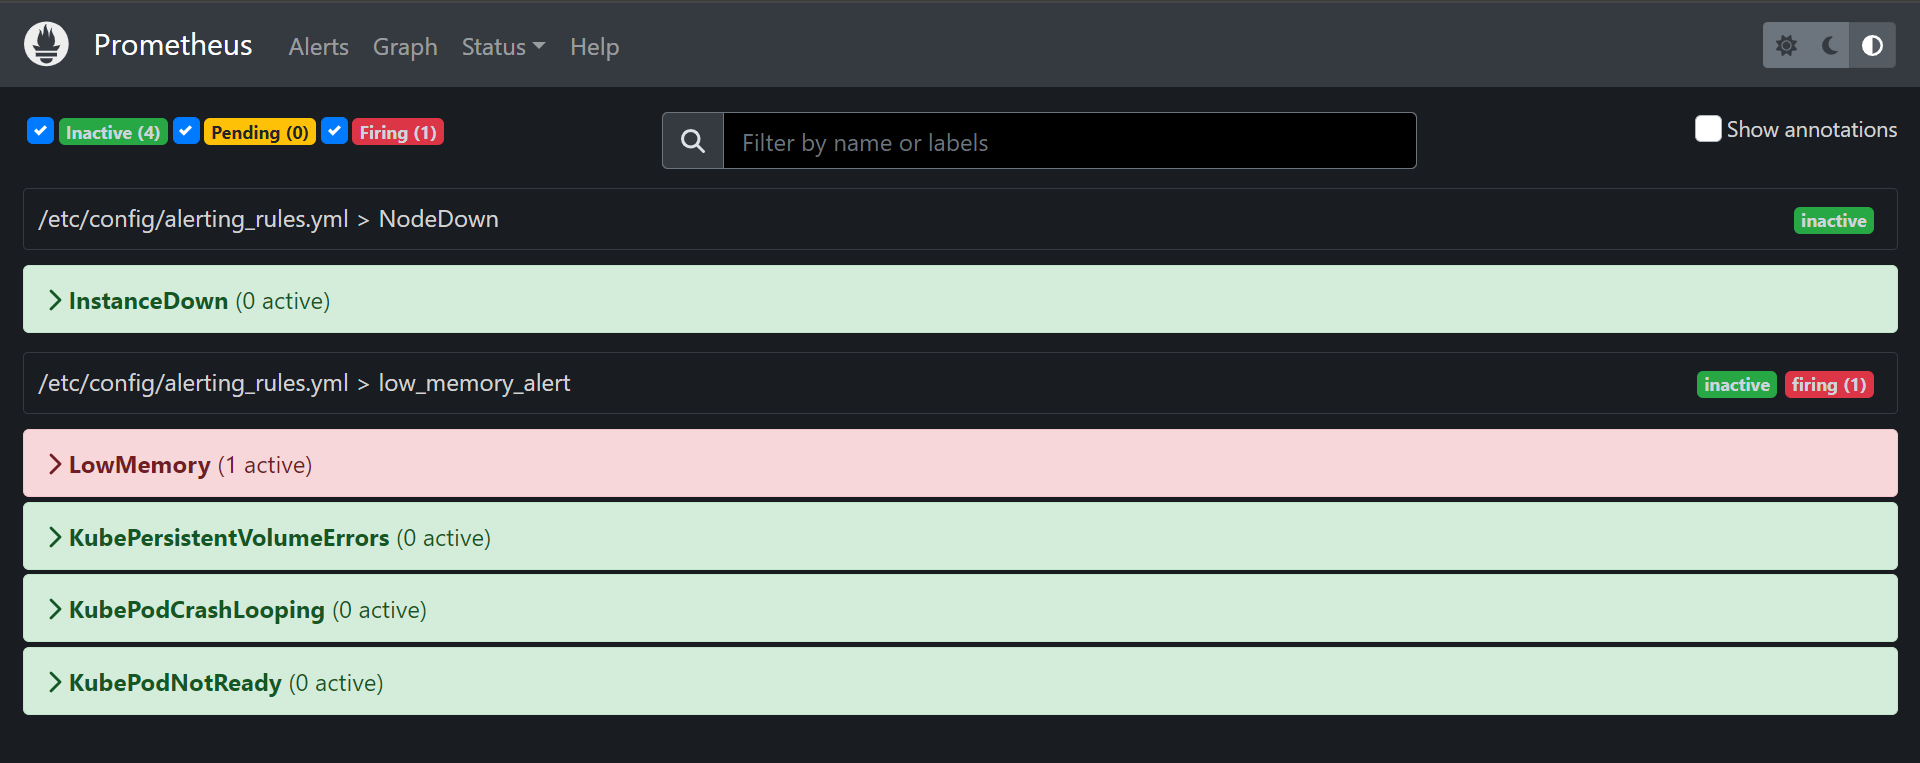 Prometheus Alerts Graph Status Help
Inactive (4) Pending (0) Firing (1) Filter by name or labels Show annotations
/etc/config/alerting_rules.yml > NodeDown inactive
InstanceDown (0 active)
/etc/config/alerting_rules.yml > low_memory_alert inactive firing (1)
LowMemory (1 active)
KubePersistentVolumeErrors (0 active)
KubePodCrashLooping (0 active)
KubePodNotReady (0 active)